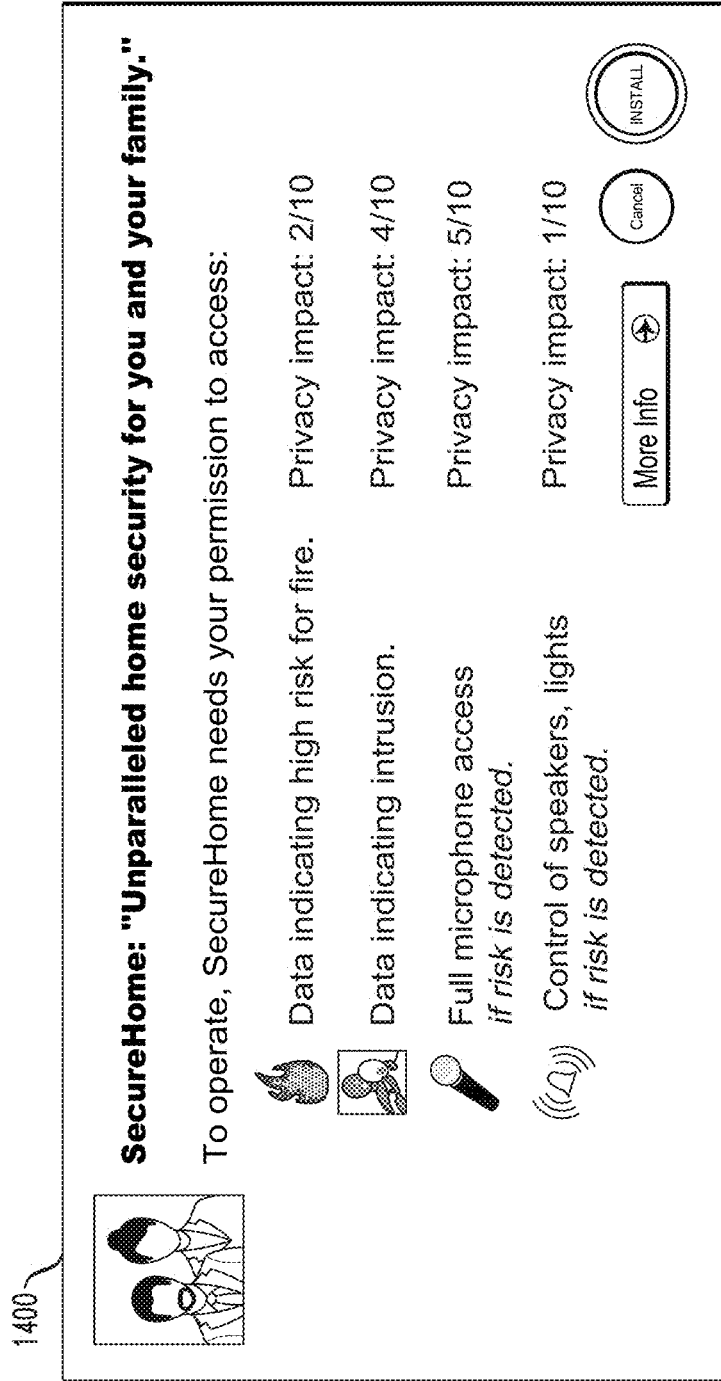 1400
SecureHome: "Unparalleled home security for you and your family."
To operate, SecureHome needs your permission to access:
Data indicating high risk for fire. Privacy impact: 2/10
Data indicating intrusion. Privacy impact: 4/10
Full microphone access Privacy impact: 5/10
if risk is detected.
Control of speakers, lights Privacy impact: 1/10
if risk is detected.
More Info Cancel INSTALL